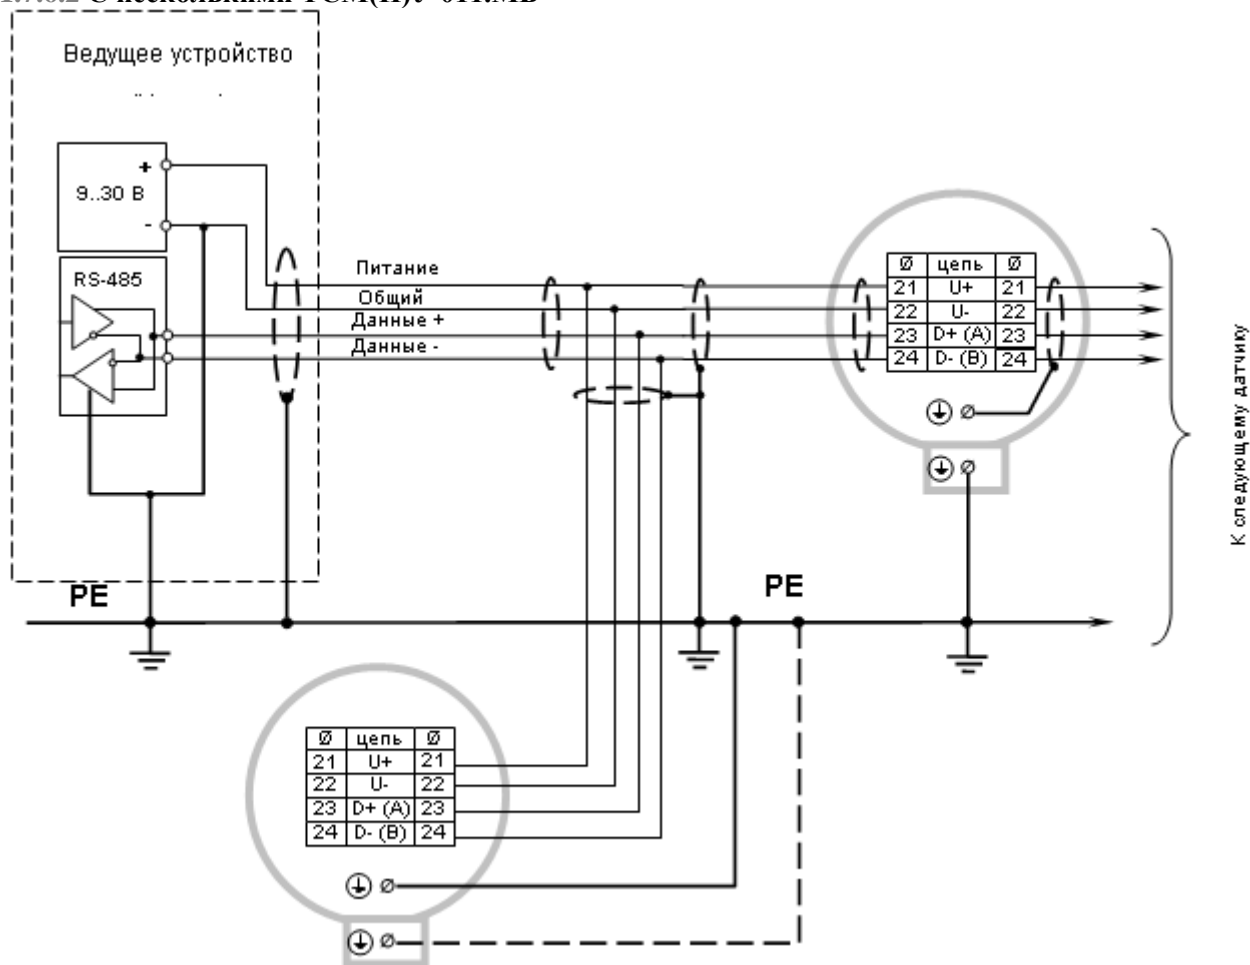 С несколькими
Ведущее устройство
+
9..30 В
-
RS-485
Питание
Общий
Данные +
Данные -
Ø цепь Ø
21 U+ 21
22 U- 22
23 D+ (A) 23
24 D- (B) 24
Ø
Ø
К следующему датчику
PE
PE
Ø цепь Ø
21 U+ 21
22 U- 22
23 D+ (A) 23
24 D- (B) 24
Ø
Ø